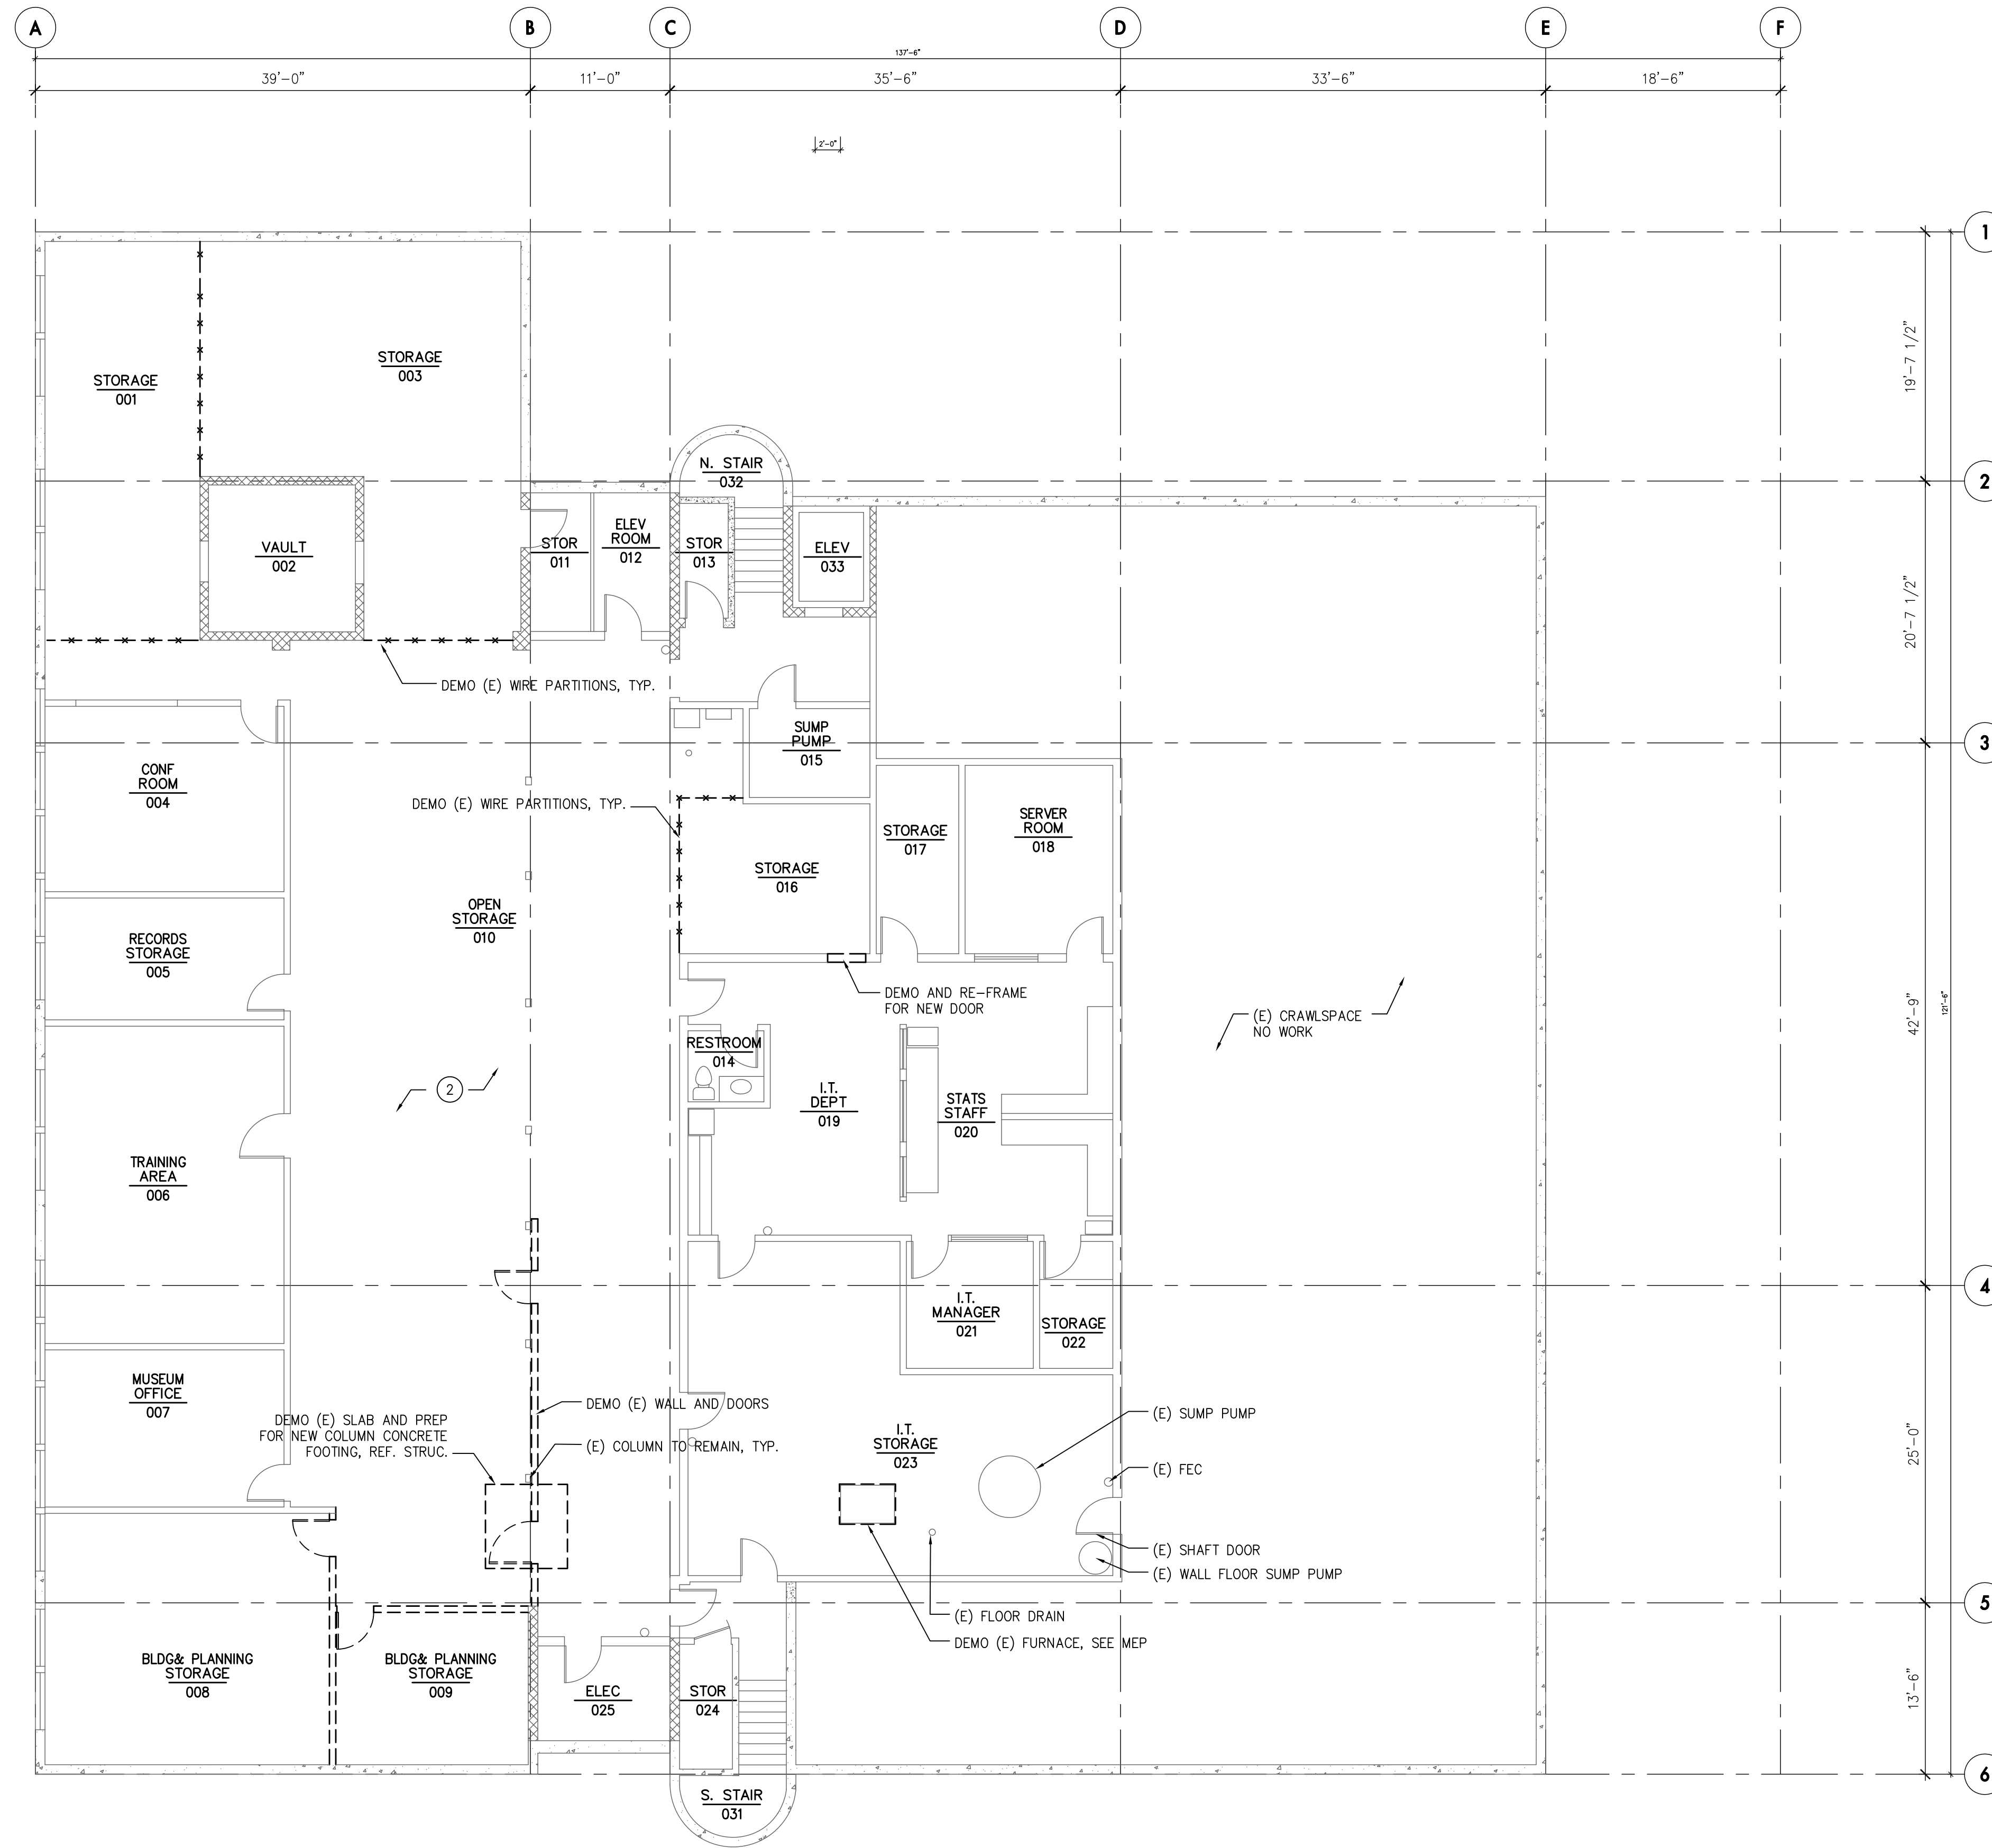 A
B
C
D
E
F
137'-6"
39'-0"
11'-0"
35'-6"
33'-6"
18'-6"
2'-0"
1
19'-7 1/2"
STORAGE
003
STORAGE
001
N. STAIR
032
2
ELEV
ROOM
012
STOR
011
STOR
013
ELEV
033
VAULT
002
20'-7 1/2"
DEMO (E) WIRE PARTITIONS, TYP.
SUMP
PUMP
015
3
CONF
ROOM
004
DEMO (E) WIRE PARTITIONS, TYP.
STORAGE
017
SERVER
ROOM
018
STORAGE
016
OPEN
STORAGE
010
RECORDS
STORAGE
005
DEMO AND RE-FRAME
FOR NEW DOOR
(E) CRAWLSPACE
NO WORK
42'-9"
121'-6"
RESTROOM
014
2
I.T.
DEPT
019
STATS
STAFF
020
TRAINING
AREA
006
4
I.T.
MANAGER
021
STORAGE
022
MUSEUM
OFFICE
007
DEMO (E) WALL AND DOORS
DEMO (E) SLAB AND PREP
FOR NEW COLUMN CONCRETE
FOOTING, REF. STRUC.
(E) COLUMN TO REMAIN, TYP.
I.T.
STORAGE
023
(E) SUMP PUMP
(E) FEC
25'-0"
(E) SHAFT DOOR
(E) WALL FLOOR SUMP PUMP
5
(E) FLOOR DRAIN
DEMO (E) FURNACE, SEE MEP
BLDG& PLANNING
STORAGE
008
BLDG& PLANNING
STORAGE
009
ELEC
025
STOR
024
13'-6"
6
S. STAIR
031